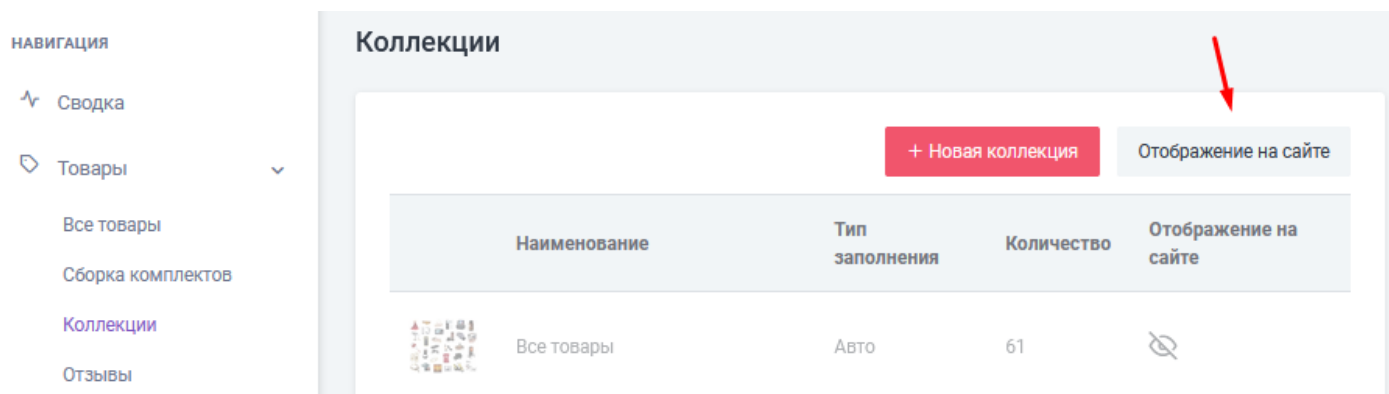 НАВИГАЦИЯ
Сводка
Товары
Все товары
Сборка комплектов
Коллекции
Отзывы
Коллекции
+ Новая коллекция
Отображение на сайте
Наименование
Тип
заполнения
Количество
Отображение на
сайте
Все товары
Авто
61